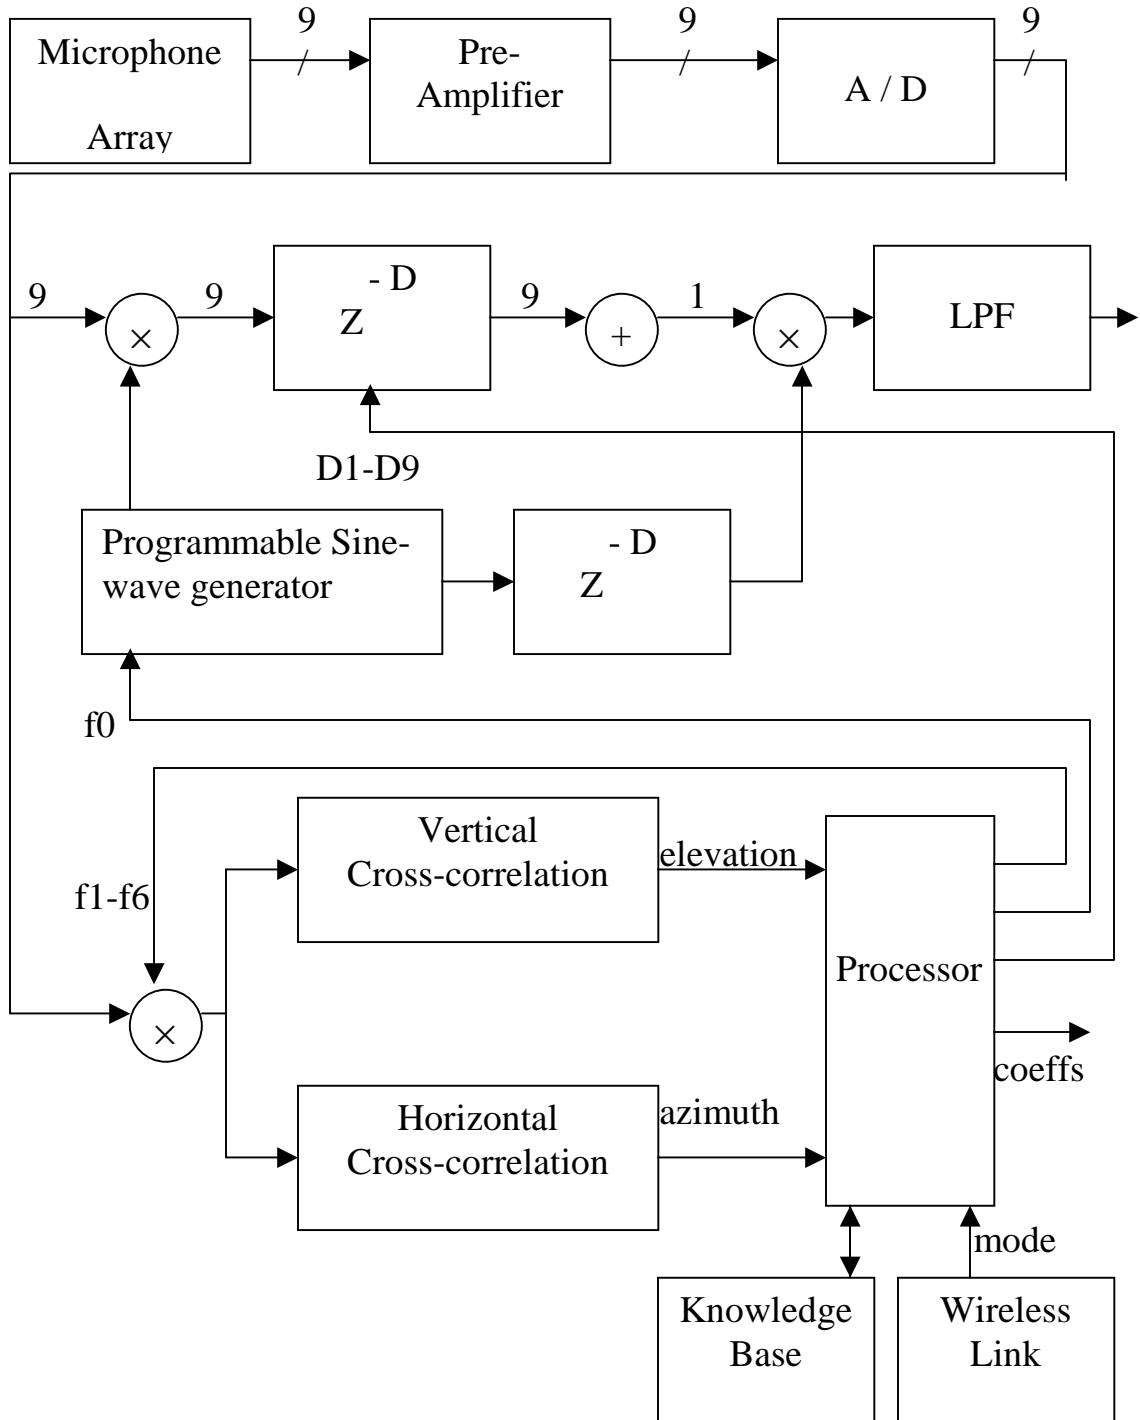 9
9
9
Microphone
Array
Pre-
Amplifier
A / D
9
×
9
- D
Z
9
+
1
×
LPF
D1-D9
Programmable Sine-
wave generator
- D
Z
f0
Vertical
Cross-correlation
elevation
f1-f6
Processor
×
coeffs
Horizontal
Cross-correlation
azimuth
mode
Knowledge
Base
Wireless
Link